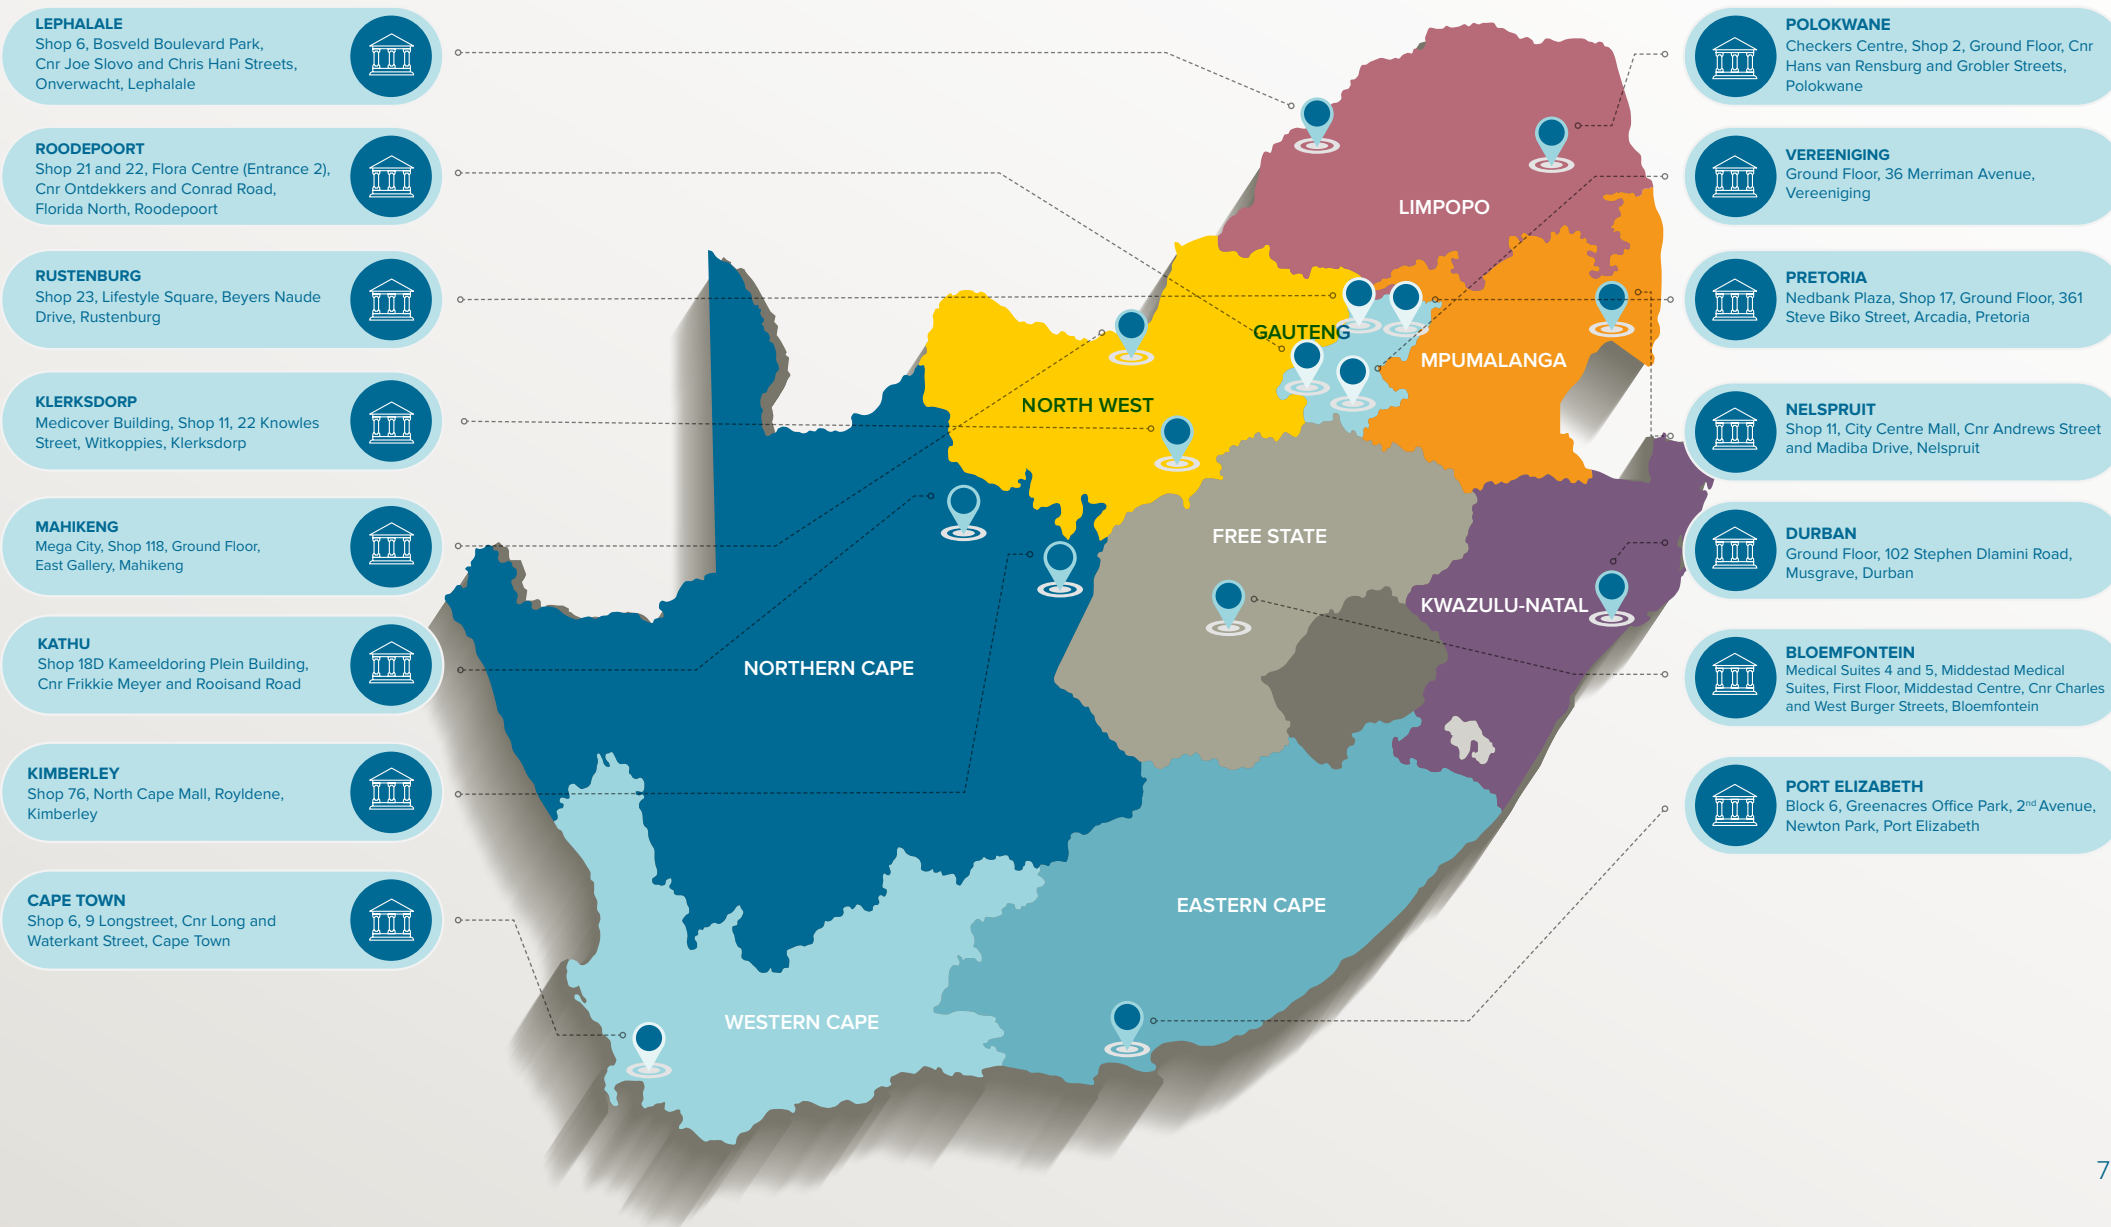 LEPHALALE
Shop 6, Bosveld Boulevard Park,
Cnr Joe Slovo and Chris Hani Streets,
Onverwacht, Lephalale
ROODEPOORT
Shop 21 and 22, Flora Centre (Entrance 2),
Cnr Ontdekkers and Conrad Road,
Florida North, Roodepoort
RUSTENBURG
Shop 23, Lifestyle Square, Beyers Naude
Drive, Rustenburg
KLERKSDORP
Medicover Building, Shop 11, 22 Knowles
Street, Witkoppies, Klerksdorp
MAHIKENG
Mega City, Shop 118, Ground Floor,
East Gallery, Mahikeng
KATHU
Shop 18D Kameeldoring Plein Building,
Cnr Frikkie Meyer and Rooisand Road
KIMBERLEY
Shop 76, North Cape Mall, Royldene,
Kimberley
CAPE TOWN
Shop 6, 9 Longstreet, Cnr Long and
Waterkant Street, Cape Town
LIMPOPO
GAUTENG
MPUMALANGA
NORTH WEST
FREE STATE
KWAZULU-NATAL
NORTHERN CAPE
EASTERN CAPE
WESTERN CAPE
POLOKWANE
Checkers Centre, Shop 2, Ground Floor, Cnr
Hans van Rensburg and Grobler Streets,
Polokwane
VEREENIGING
Ground Floor, 36 Merriman Avenue,
Vereeniging
PRETORIA
Nedbank Plaza, Shop 17, Ground Floor, 361
Steve Biko Street, Arcadia, Pretoria
NELSPRUIT
Shop 11, City Centre Mall, Cnr Andrews Street
and Madiba Drive, Nelspruit
DURBAN
Ground Floor, 102 Stephen Dlamini Road,
Musgrave, Durban
BLOEMFONTEIN
Medical Suites 4 and 5, Middestad Medical
Suites, First Floor, Middestad Centre, Cnr Charles
and West Burger Streets, Bloemfontein
PORT ELIZABETH
Block 6, Greenacres Office Park, 2nd Avenue,
Newton Park, Port Elizabeth
7